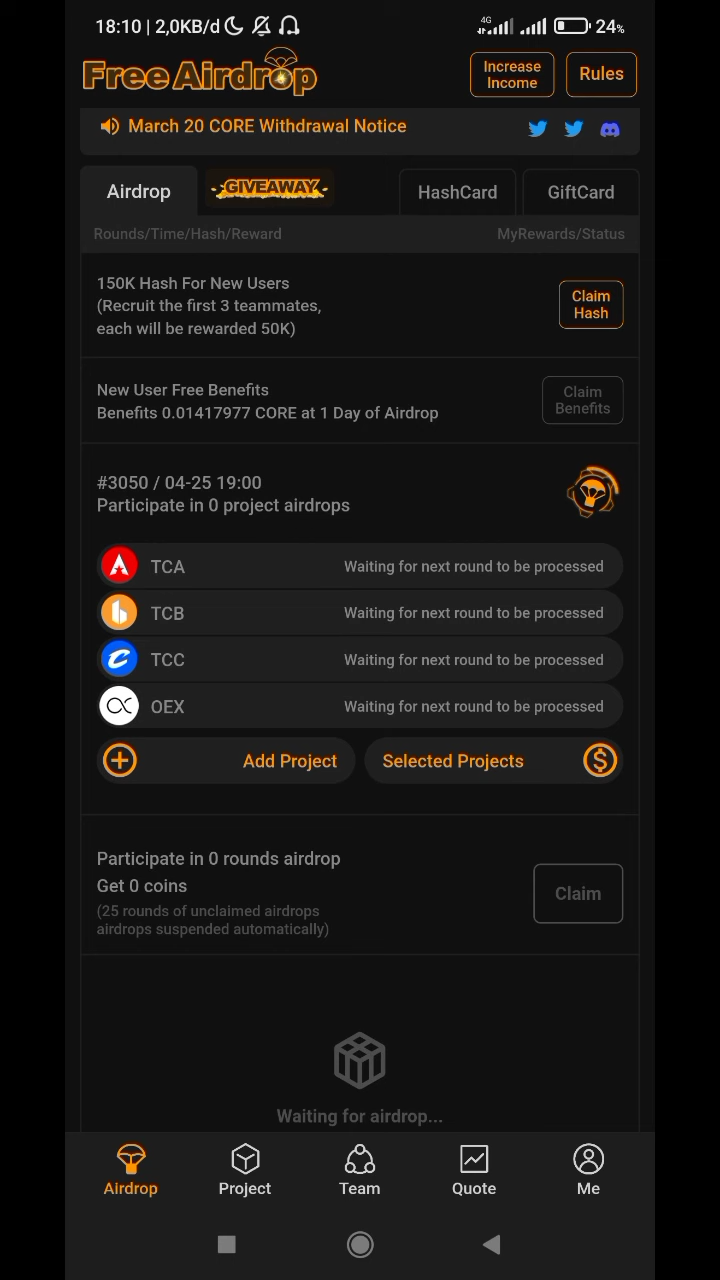 18:10 | 2,0KB/d 4G 24%
Free Airdrop
Increase
Income
Rules
March 20 CORE Withdrawal Notice
Airdrop
GIVEAWAY
HashCard
GiftCard
Rounds/Time/Hash/Reward
MyRewards/Status
150K Hash For New Users
(Recruit the first 3 teammates,
each will be rewarded 50K)
Claim
Hash
New User Free Benefits
Benefits 0.01417977 CORE at 1 Day of Airdrop
Claim
Benefits
#3050 / 04-25 19:00
Participate in 0 project airdrops
TCA Waiting for next round to be processed
TCB Waiting for next round to be processed
TCC Waiting for next round to be processed
OEX Waiting for next round to be processed
Add Project
Selected Projects
Participate in 0 rounds airdrop
Get 0 coins
(25 rounds of unclaimed airdrops
airdrops suspended automatically)
Claim
Waiting for airdrop...
Airdrop
Project
Team
Quote
Me